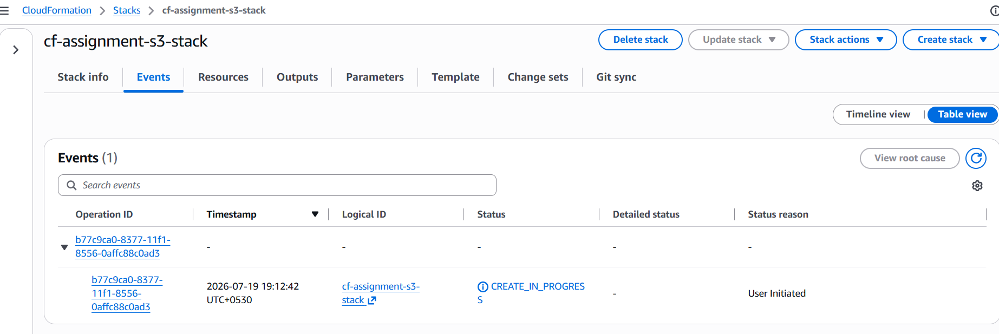 CloudFormation > Stacks > cf-assignment-s3-stack
cf-assignment-s3-stack
Delete stack
Update stack
Stack actions
Create stack
Stack info
Events
Resources
Outputs
Parameters
Template
Change sets
Git sync
Timeline view | Table view
Events (1)
View root cause
Search events
Operation ID
Timestamp
Logical ID
Status
Detailed status
Status reason
b77c9ca0-8377-11f1-
8556-0affc88c0ad3
-
-
-
-
-
b77c9ca0-8377-
11f1-8556-
0affc88c0ad3
2026-07-19 19:12:42
UTC+0530
cf-assignment-s3-
stack
CREATE_IN_PROGRES
S
-
User Initiated